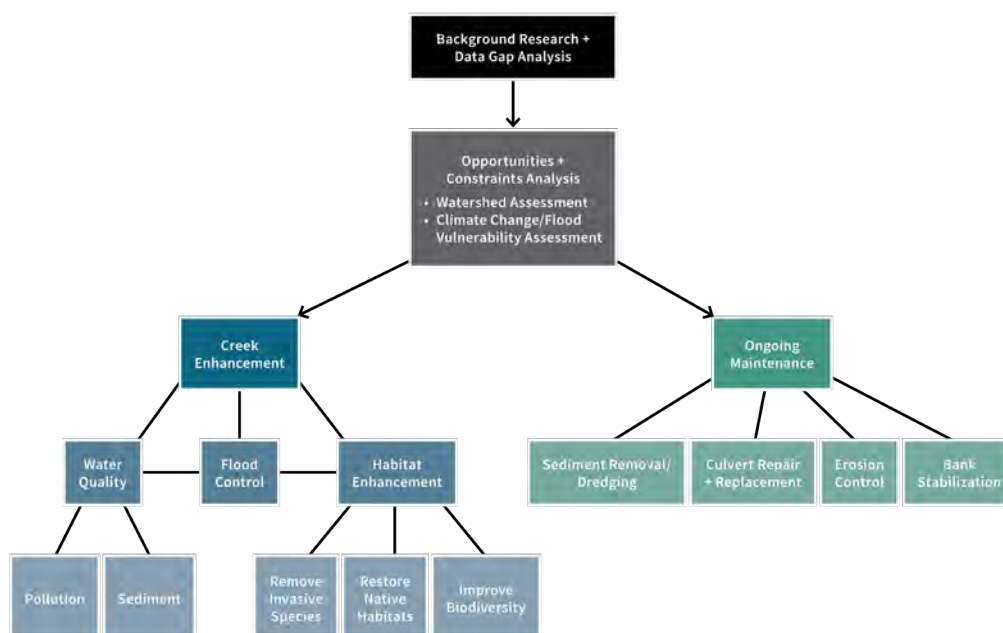 Background Research +
Data Gap Analysis
Opportunities +
Constraints Analysis
• Watershed Assessment
• Climate Change/Flood
Vulnerability Assessment
Creek
Enhancement
Ongoing
Maintenance
Water
Quality
Flood
Control
Habitat
Enhancement
Sediment Removal/
Dredging
Culvert Repair
+ Replacement
Erosion
Control
Bank
Stabilization
Pollution
Sediment
Remove
Invasive
Species
Restore
Native
Habitats
Improve
Biodiversity